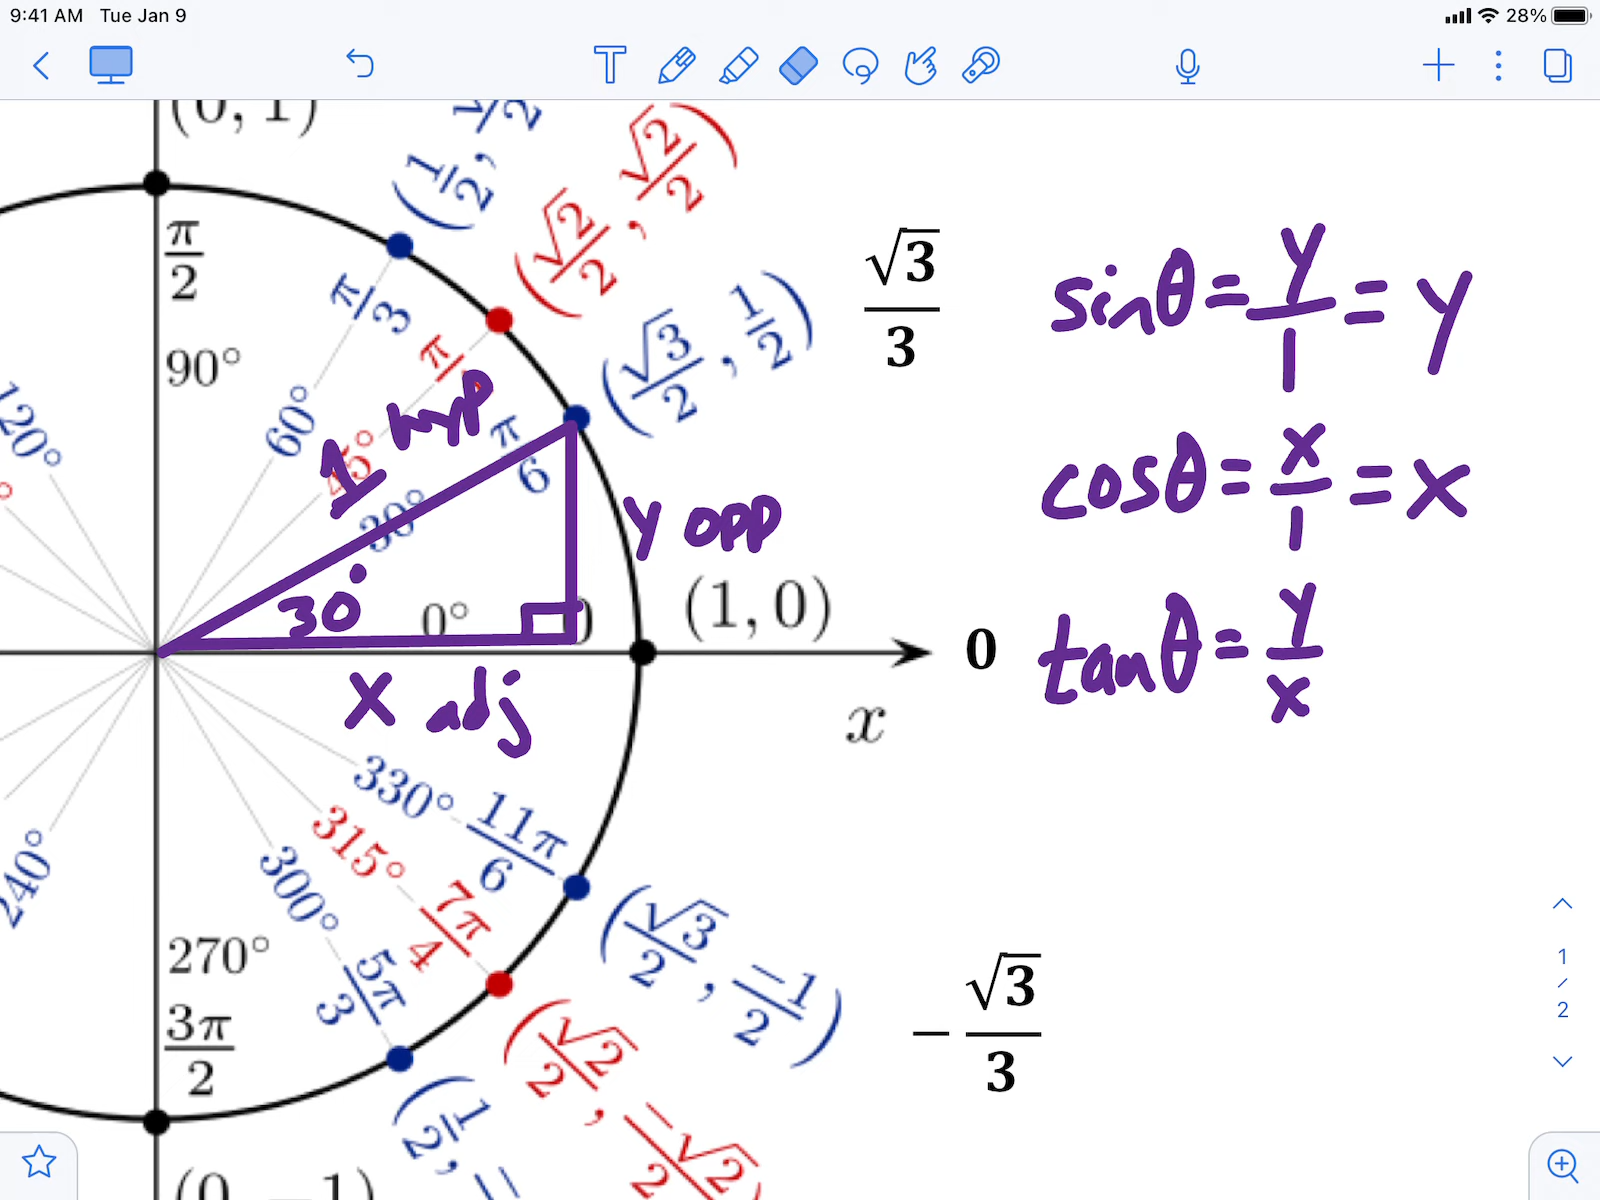 9:41 AM Tue Jan 9
28%
T
(0, 1)
π/2
90°
(1/2,
π/3
60°
120°
(√2/2, √2/2)
π
45°
(√3/2, 1/2)
π/6
30°
√3/3
1 hyp
y opp
30°
0°
x adj
(1, 0)
0
x
sinθ = y/1 = y
cosθ = x/1 = x
tanθ = y/x
330°
11π/6
(√3/2, −1/2)
315°
7π/4
(√2/2, −√2/2)
300°
5π/3
(1/2,
240°
270°
3π/2
− √3/3
(0, −1)
1
/
2